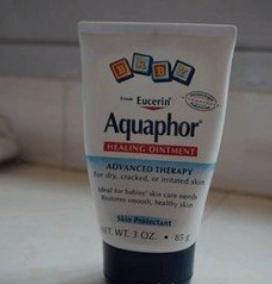 BABY
From Eucerin®
Aquaphor®
HEALING OINTMENT
ADVANCED THERAPY
for dry, cracked, or irritated skin
Ideal for babies' skin care needs
Restores smooth, healthy skin
Skin Protectant
NET WT. 3 OZ. • 85 g